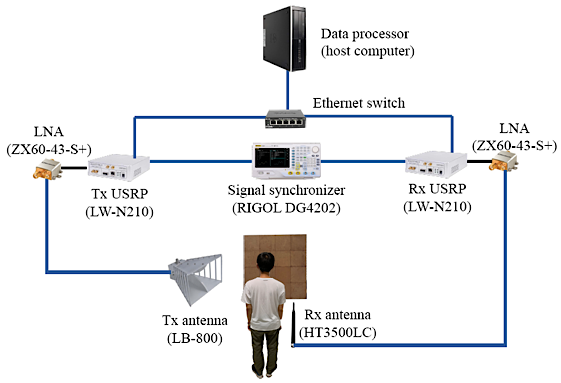 Data processor
(host computer)
Ethernet switch
LNA
(ZX60-43-S+)
LNA
(ZX60-43-S+)
Tx USRP
(LW-N210)
Signal synchronizer
(RIGOL DG4202)
Rx USRP
(LW-N210)
Tx antenna
(LB-800)
Rx antenna
(HT3500LC)